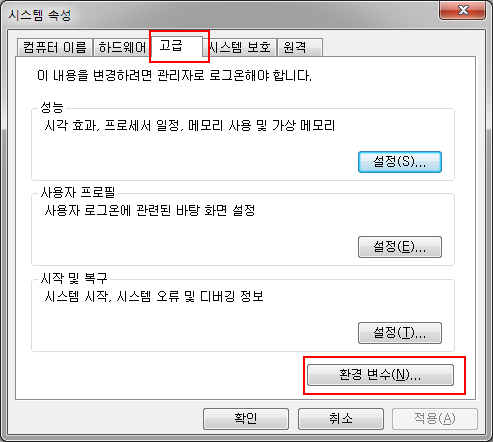 시스템 속성
컴퓨터 이름 하드웨어 고급 시스템 보호 원격
이 내용을 변경하려면 관리자로 로그온해야 합니다.
성능
시각 효과, 프로세서 일정, 메모리 사용 및 가상 메모리
설정(S)...
사용자 프로필
사용자 로그온에 관련된 바탕 화면 설정
설정(E)...
시작 및 복구
시스템 시작, 시스템 오류 및 디버깅 정보
설정(T)...
환경 변수(N)...
확인 취소 적용(A)